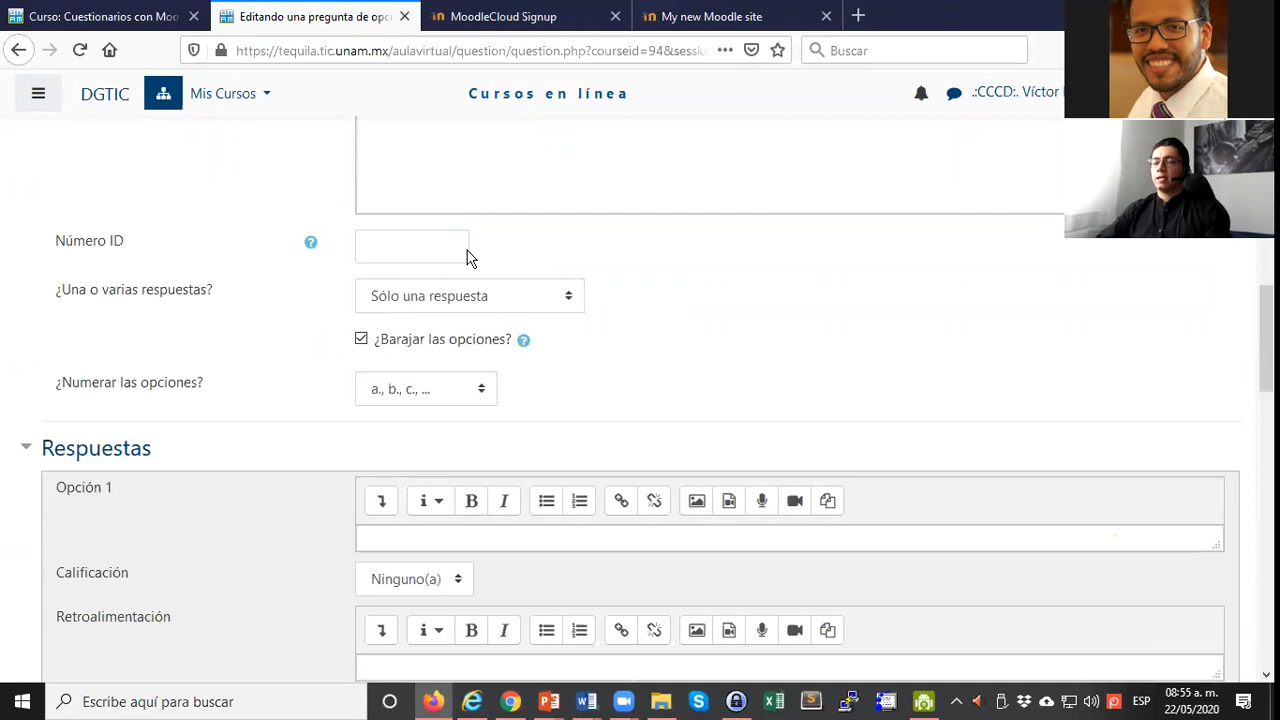 Curso: Cuestionarios con Moo
Editando una pregunta de opc
MoodleCloud Signup
My new Moodle site
https://tequila.tic.unam.mx/aulavirtual/question/question.php?courseid=94&sesske
Buscar
DGTIC
Mis Cursos
Cursos en línea
.:CCCD:. Víctor
Número ID
¿Una o varias respuestas?
Sólo una respuesta
¿Barajar las opciones?
¿Numerar las opciones?
a., b., c., ...
Respuestas
Opción 1
Calificación
Ninguno(a)
Retroalimentación
Escribe aquí para buscar
ESP
08:55 a. m.
22/05/2020